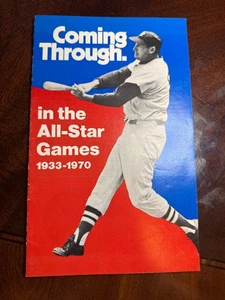 Coming
Through.
in the
All-Star
Games
1933-1970